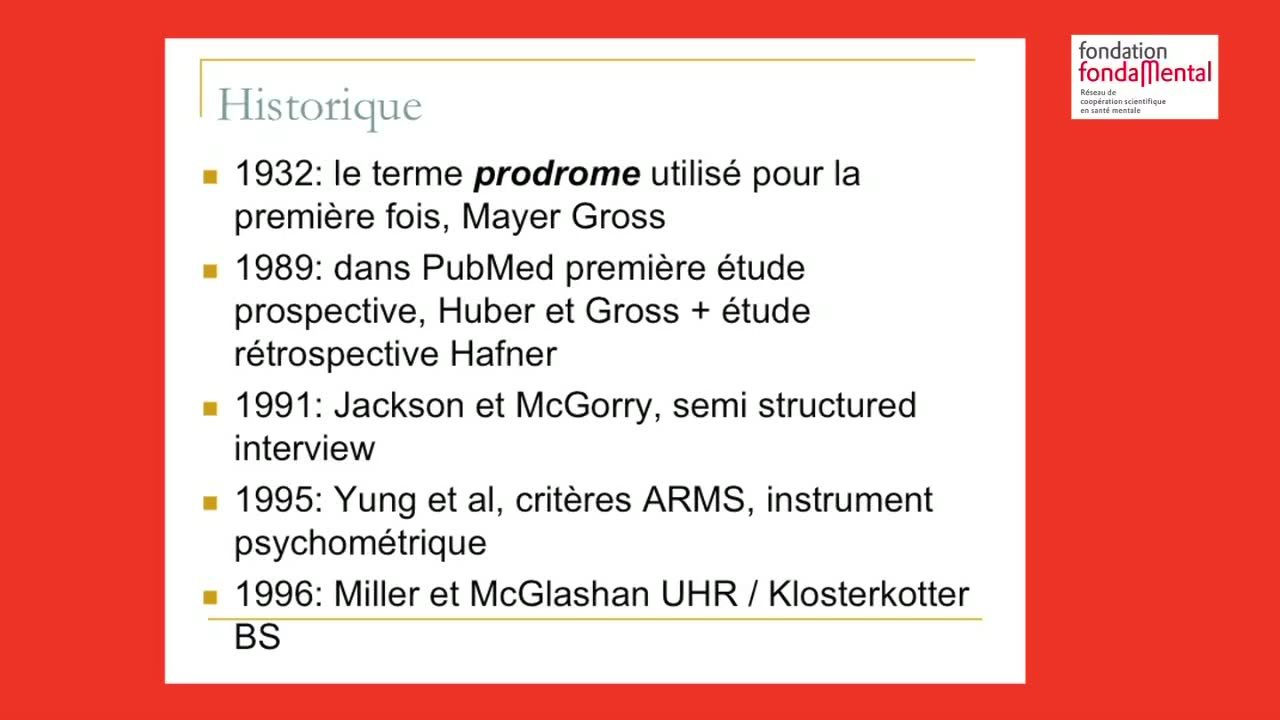 Historique
1932: le terme prodrome utilisé pour la
première fois, Mayer Gross
1989: dans PubMed première étude
prospective, Huber et Gross + étude
rétrospective Hafner
1991: Jackson et McGorry, semi structured
interview
1995: Yung et al, critères ARMS, instrument
psychométrique
1996: Miller et McGlashan UHR / Klosterkotter
BS
fondation
fondaMental
Réseau de
coopération scientifique
en santé mentale